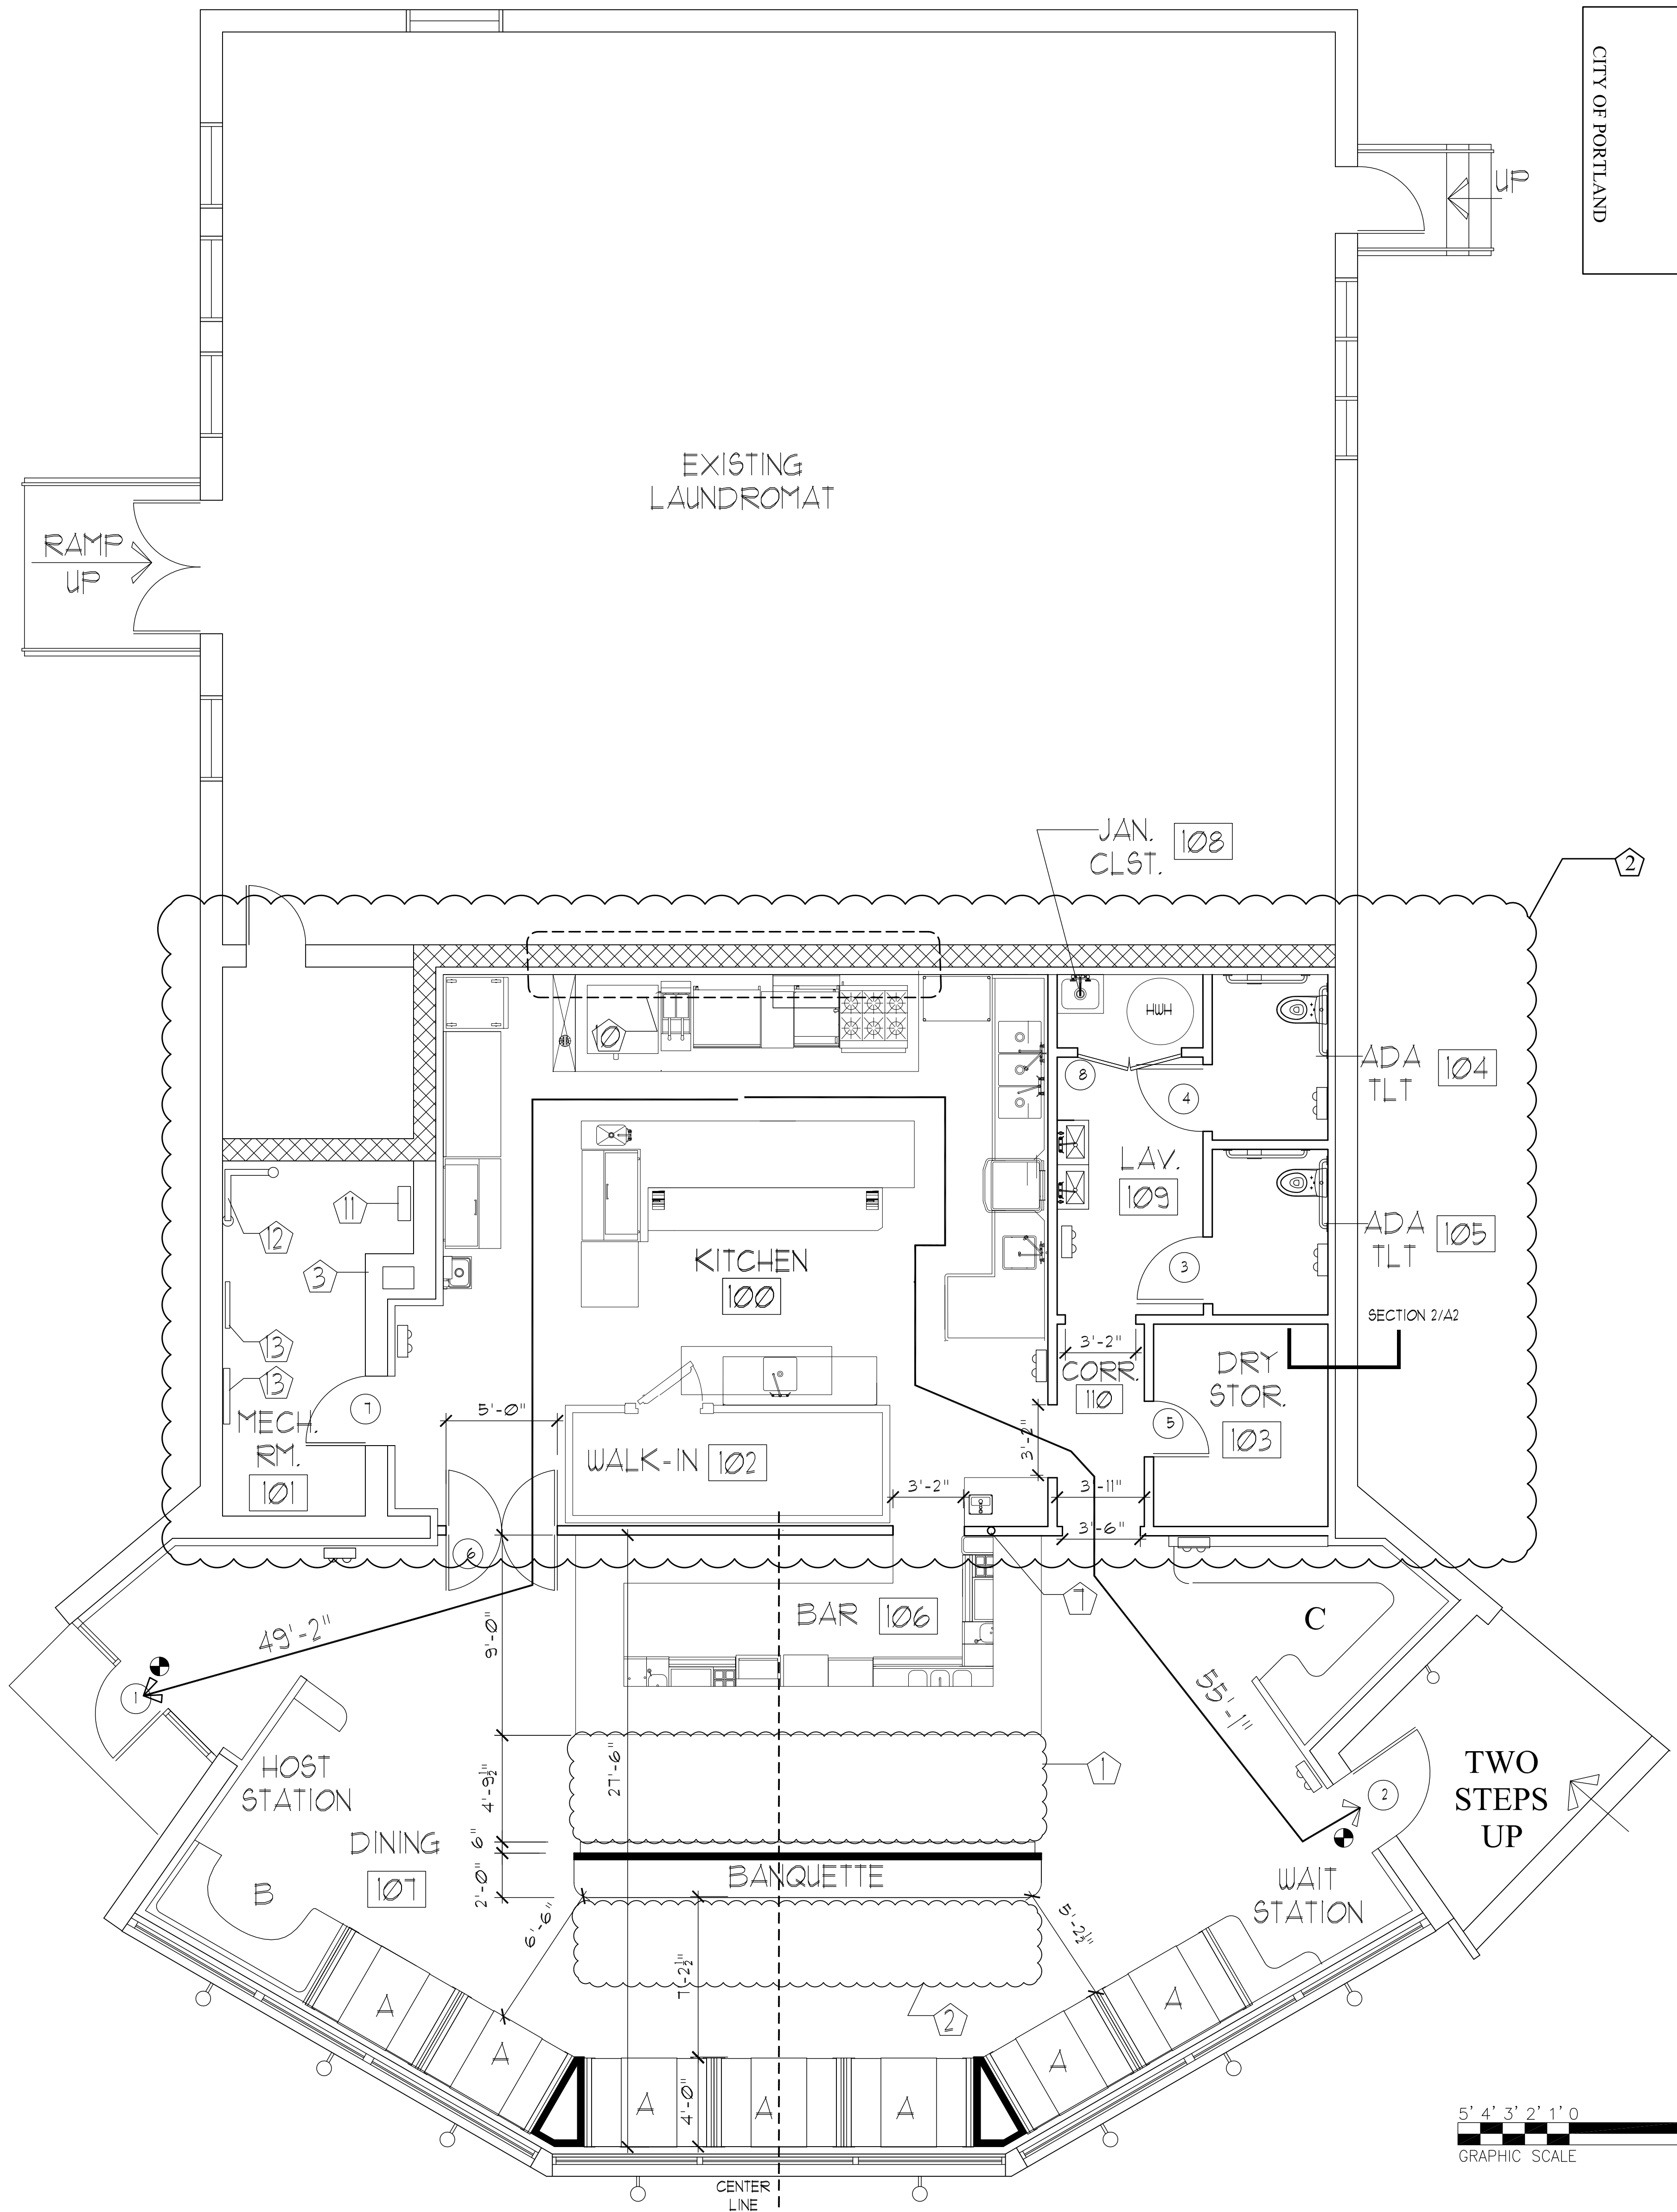 CITY OF PORTLAND
UP
EXISTING
LAUNDROMAT
RAMP
UP
JAN.
CLST.
108
2
HWH
10
ADA
TLT
104
8
4
LAV.
109
11
12
3
ADA
TLT
105
3
KITCHEN
100
13
SECTION 2/A2
13
3'-2"
CORR.
110
DRY
STOR.
103
MECH.
RM.
101
7
5'-0"
5
3'-2"
WALK-IN
102
3'-2"
3'-11"
3'-6"
6
7
BAR
106
C
49'-2"
9'-0"
1
55'-1"
HOST
STATION
27'-6"
4'-9½"
1
2
TWO
STEPS
UP
DINING
107
6"
2'-0"
BANQUETTE
WAIT
STATION
B
6'-6"
5'-2½"
7'-2½"
2
A
A
A
A
A
A
A
4'-0"
5' 4' 3' 2' 1' 0
GRAPHIC SCALE
CENTER
LINE